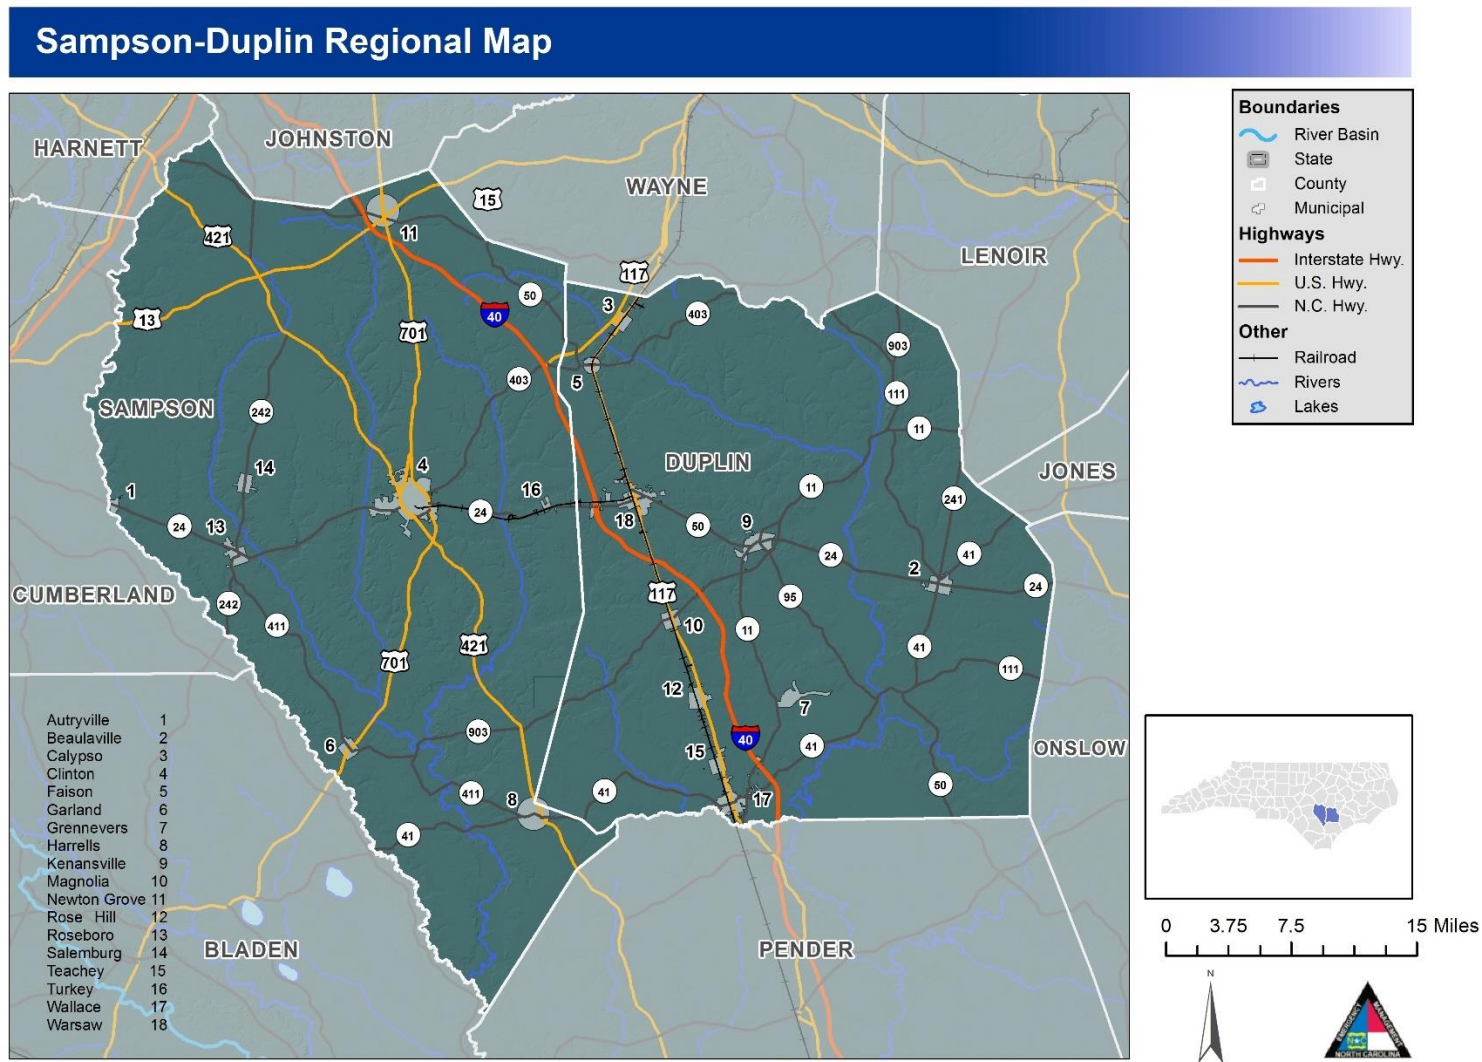 Sampson-Duplin Regional Map
HARNETT
JOHNSTON
WAYNE
LENOIR
JONES
ONSLOW
PENDER
BLADEN
CUMBERLAND
SAMPSON
DUPLIN
15
421
11
117
13
701
40
50
3
403
403
5
903
111
11
242
14
4
1
24
13
24
16
18
50
9
11
241
41
24
2
24
242
411
117
10
95
11
41
111
701
421
12
7
6
903
15
40
41
50
411
8
41
17
41
Autryville 1
Beaulaville 2
Calypso 3
Clinton 4
Faison 5
Garland 6
Grennevers 7
Harrells 8
Kenansville 9
Magnolia 10
Newton Grove 11
Rose Hill 12
Roseboro 13
Salemburg 14
Teachey 15
Turkey 16
Wallace 17
Warsaw 18
Boundaries
River Basin
State
County
Municipal
Highways
Interstate Hwy.
U.S. Hwy.
N.C. Hwy.
Other
Railroad
Rivers
Lakes
0 3.75 7.5 15 Miles
N
EMERGENCY
MANAGEMENT
N C
NORTH CAROLINA